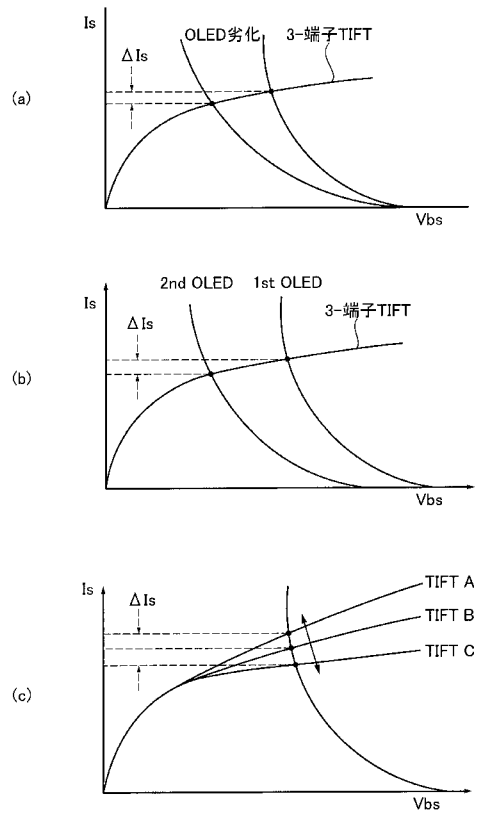 Is
OLED劣化
3-端子TIFT
ΔIs
(a)
Vbs
2nd OLED
1st OLED
Is
3-端子TIFT
ΔIs
(b)
Vbs
Is
ΔIs
TIFT A
TIFT B
TIFT C
(c)
Vbs